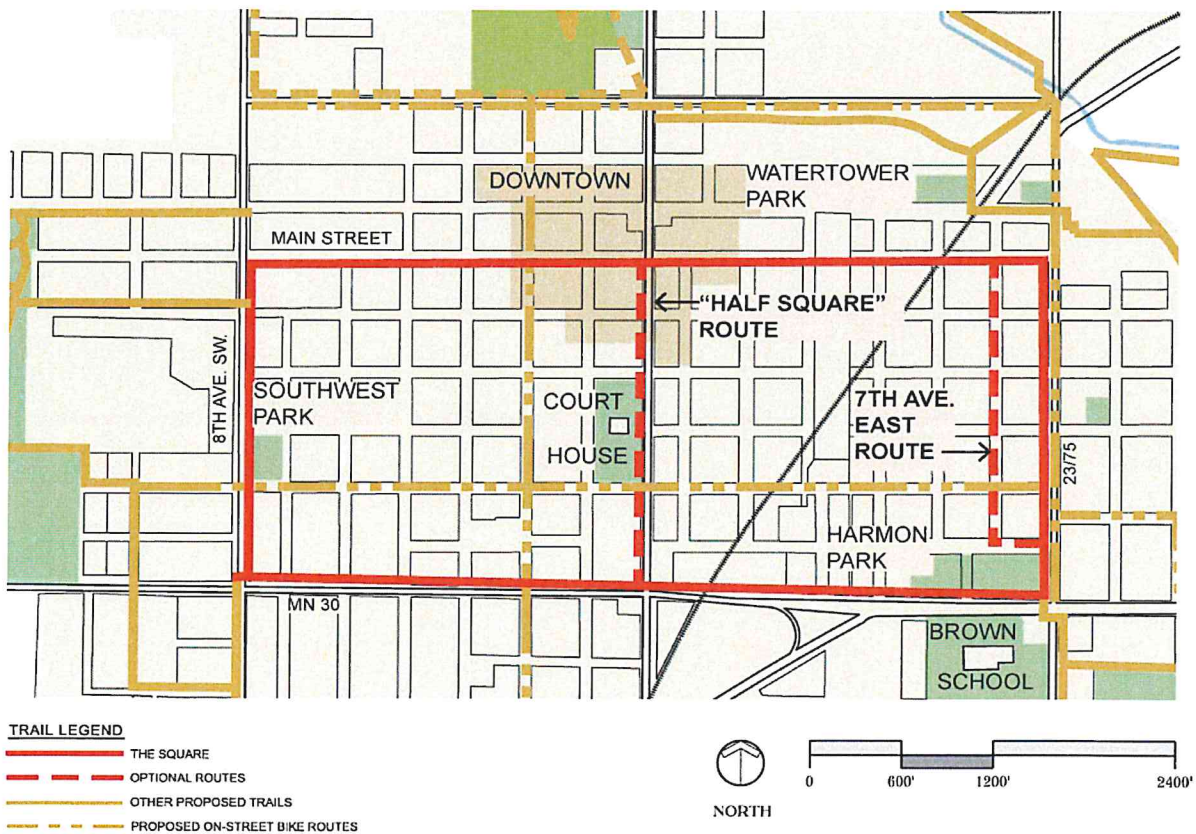 DOWNTOWN
WATERTOWER
PARK
MAIN STREET
"HALF SQUARE"
ROUTE
8TH AVE. SW.
SOUTHWEST
PARK
COURT
HOUSE
7TH AVE.
EAST
ROUTE
23/75
HARMON
PARK
MN 30
BROWN
SCHOOL
TRAIL LEGEND
THE SQUARE
OPTIONAL ROUTES
OTHER PROPOSED TRAILS
PROPOSED ON-STREET BIKE ROUTES
NORTH
0 600' 1200' 2400'